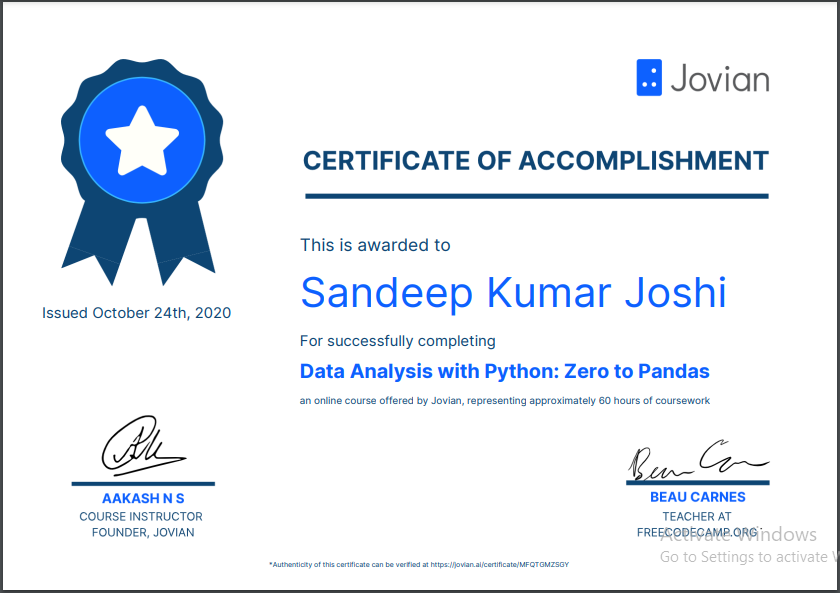 Jovian
CERTIFICATE OF ACCOMPLISHMENT
This is awarded to
Sandeep Kumar Joshi
Issued October 24th, 2020
For successfully completing
Data Analysis with Python: Zero to Pandas
an online course offered by Jovian, representing approximately 60 hours of coursework
AAKASH N S
COURSE INSTRUCTOR
FOUNDER, JOVIAN
Beau Carnes
BEAU CARNES
TEACHER AT
FREECODECAMP.ORG
Activate Windows
Go to Settings to activate W
*Authenticity of this certificate can be verified at https://jovian.ai/certificate/MFQTGMZSGY